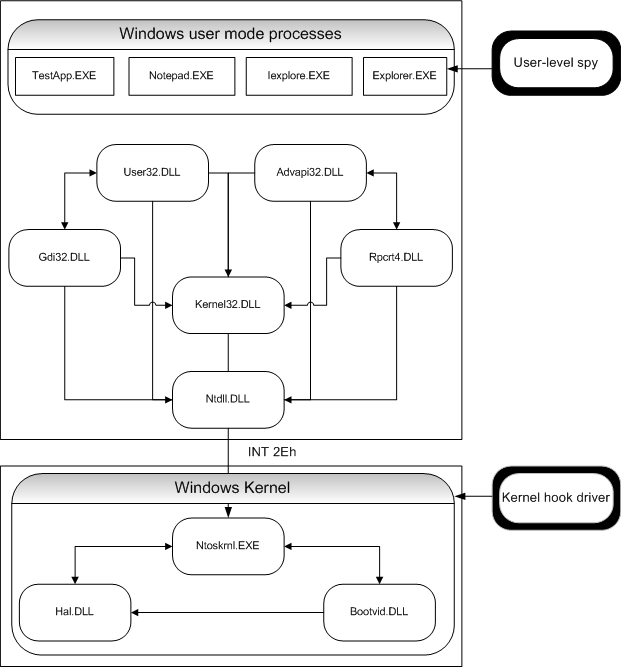 Windows user mode processes
TestApp.EXE
Notepad.EXE
Iexplore.EXE
Explorer.EXE
User-level spy
User32.DLL
Advapi32.DLL
Gdi32.DLL
Rpcrt4.DLL
Kernel32.DLL
Ntdll.DLL
INT 2Eh
Windows Kernel
Kernel hook driver
Ntoskrnl.EXE
Hal.DLL
Bootvid.DLL